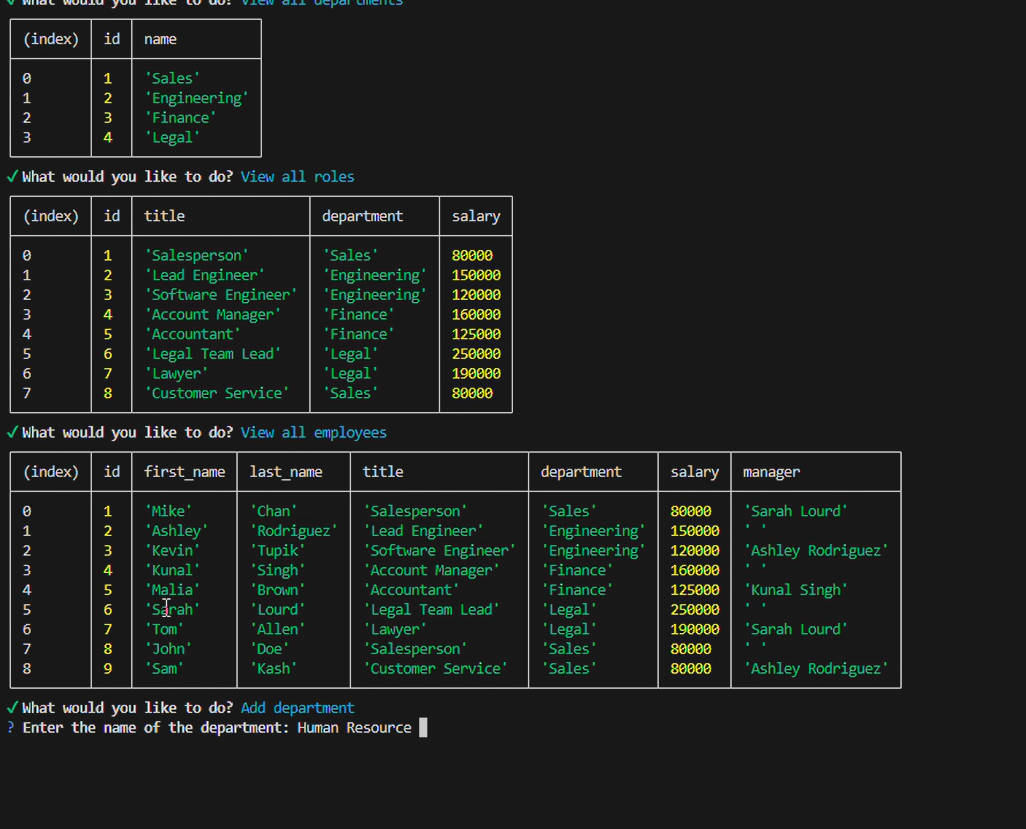 ✓ What would you like to do? View all departments
(index) id name
0 1 'Sales'
1 2 'Engineering'
2 3 'Finance'
3 4 'Legal'
✓ What would you like to do? View all roles
(index) id title department salary
0 1 'Salesperson' 'Sales' 80000
1 2 'Lead Engineer' 'Engineering' 150000
2 3 'Software Engineer' 'Engineering' 120000
3 4 'Account Manager' 'Finance' 160000
4 5 'Accountant' 'Finance' 125000
5 6 'Legal Team Lead' 'Legal' 250000
6 7 'Lawyer' 'Legal' 190000
7 8 'Customer Service' 'Sales' 80000
✓ What would you like to do? View all employees
(index) id first_name last_name title department salary manager
0 1 'Mike' 'Chan' 'Salesperson' 'Sales' 80000 'Sarah Lourd'
1 2 'Ashley' 'Rodriguez' 'Lead Engineer' 'Engineering' 150000 ' '
2 3 'Kevin' 'Tupik' 'Software Engineer' 'Engineering' 120000 'Ashley Rodriguez'
3 4 'Kunal' 'Singh' 'Account Manager' 'Finance' 160000 ' '
4 5 'Malia' 'Brown' 'Accountant' 'Finance' 125000 'Kunal Singh'
5 6 'Sarah' 'Lourd' 'Legal Team Lead' 'Legal' 250000 ' '
6 7 'Tom' 'Allen' 'Lawyer' 'Legal' 190000 'Sarah Lourd'
7 8 'John' 'Doe' 'Salesperson' 'Sales' 80000 ' '
8 9 'Sam' 'Kash' 'Customer Service' 'Sales' 80000 'Ashley Rodriguez'
✓ What would you like to do? Add department
? Enter the name of the department: Human Resource